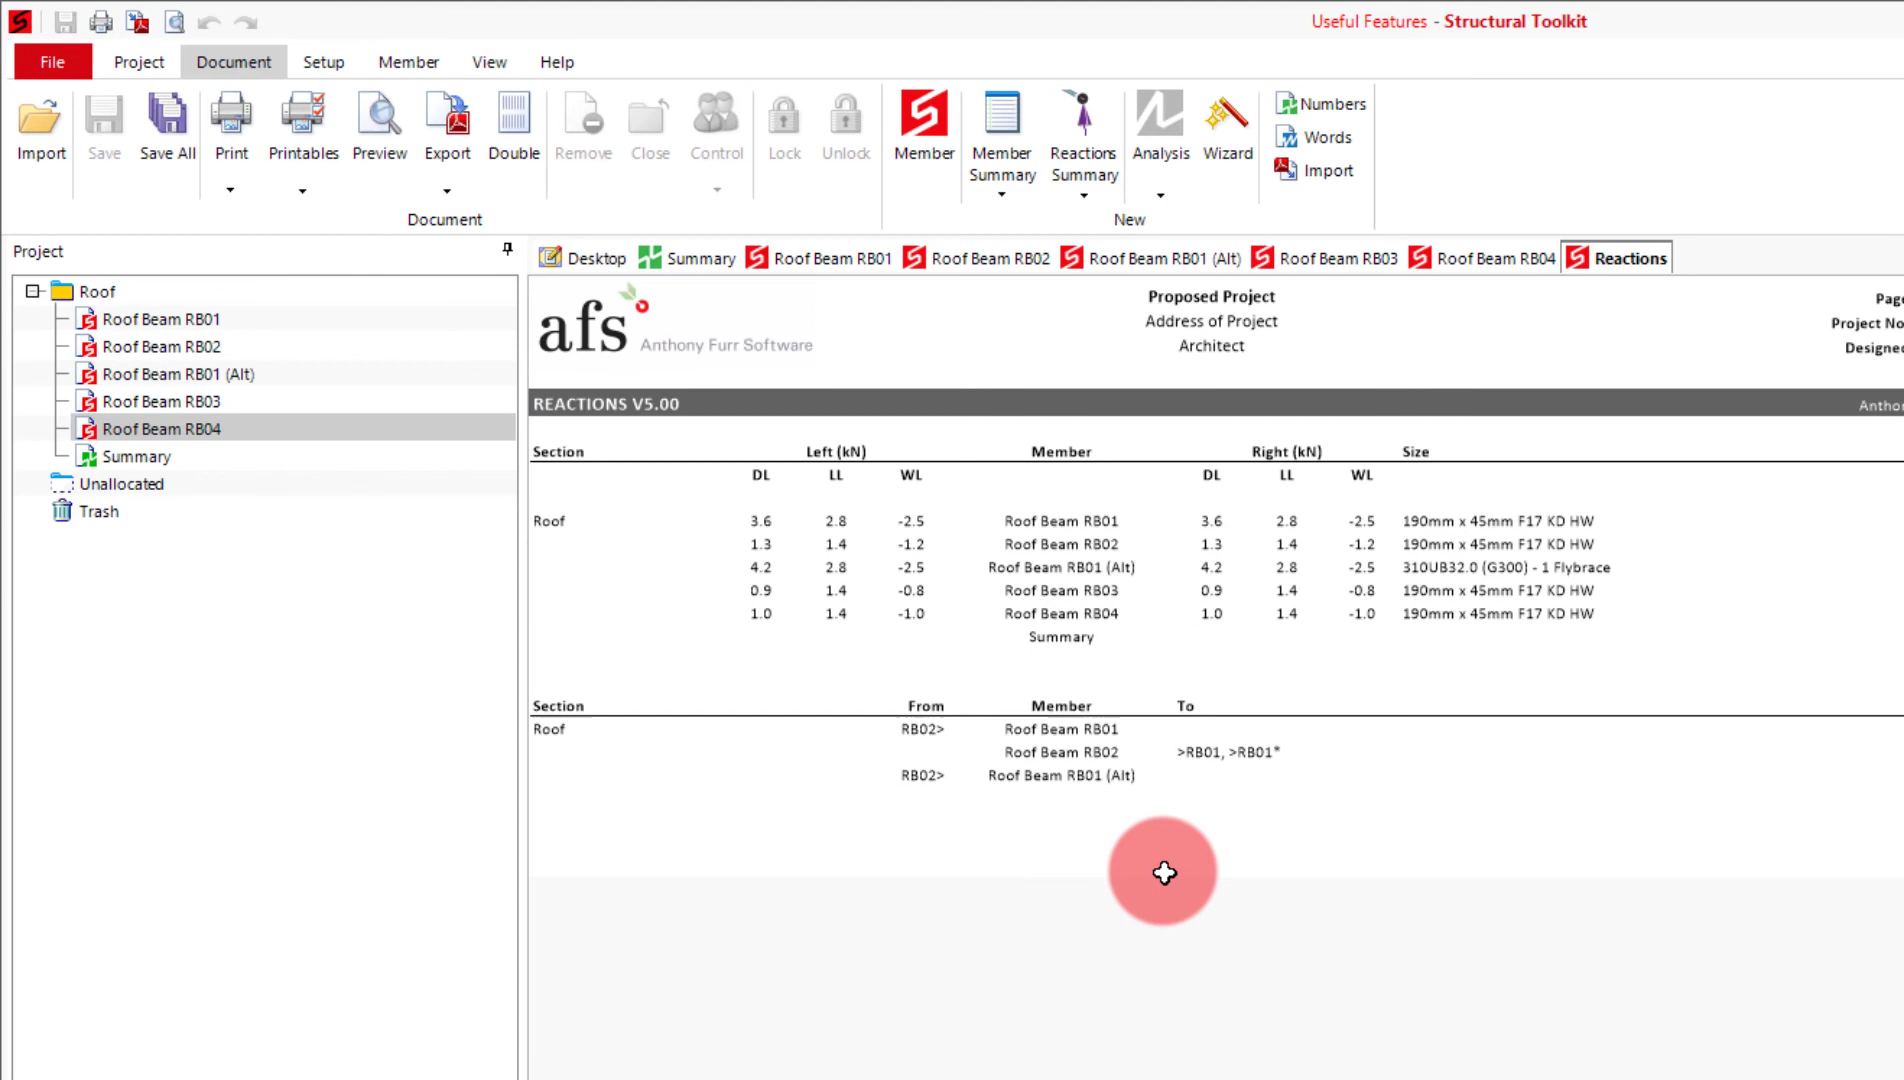 Useful Features - Structural Toolkit
File Project Document Setup Member View Help
Import Save Save All Print Printables Preview Export Double Remove Close Control Lock Unlock
Document
Member Member Summary Reactions Summary Analysis Wizard
Numbers
Words
Import
New
Project
Roof
Roof Beam RB01
Roof Beam RB02
Roof Beam RB01 (Alt)
Roof Beam RB03
Roof Beam RB04
Summary
Unallocated
Trash
Desktop Summary Roof Beam RB01 Roof Beam RB02 Roof Beam RB01 (Alt) Roof Beam RB03 Roof Beam RB04 Reactions
afs Anthony Furr Software
Proposed Project
Address of Project
Architect
Page
Project No
Designed
REACTIONS V5.00 Antho
Section Left (kN) Member Right (kN) Size
DL LL WL DL LL WL
Roof 3.6 2.8 -2.5 Roof Beam RB01 3.6 2.8 -2.5 190mm x 45mm F17 KD HW
1.3 1.4 -1.2 Roof Beam RB02 1.3 1.4 -1.2 190mm x 45mm F17 KD HW
4.2 2.8 -2.5 Roof Beam RB01 (Alt) 4.2 2.8 -2.5 310UB32.0 (G300) - 1 Flybrace
0.9 1.4 -0.8 Roof Beam RB03 0.9 1.4 -0.8 190mm x 45mm F17 KD HW
1.0 1.4 -1.0 Roof Beam RB04 1.0 1.4 -1.0 190mm x 45mm F17 KD HW
Summary
Section From Member To
Roof RB02> Roof Beam RB01
Roof Beam RB02 >RB01, >RB01*
RB02> Roof Beam RB01 (Alt)